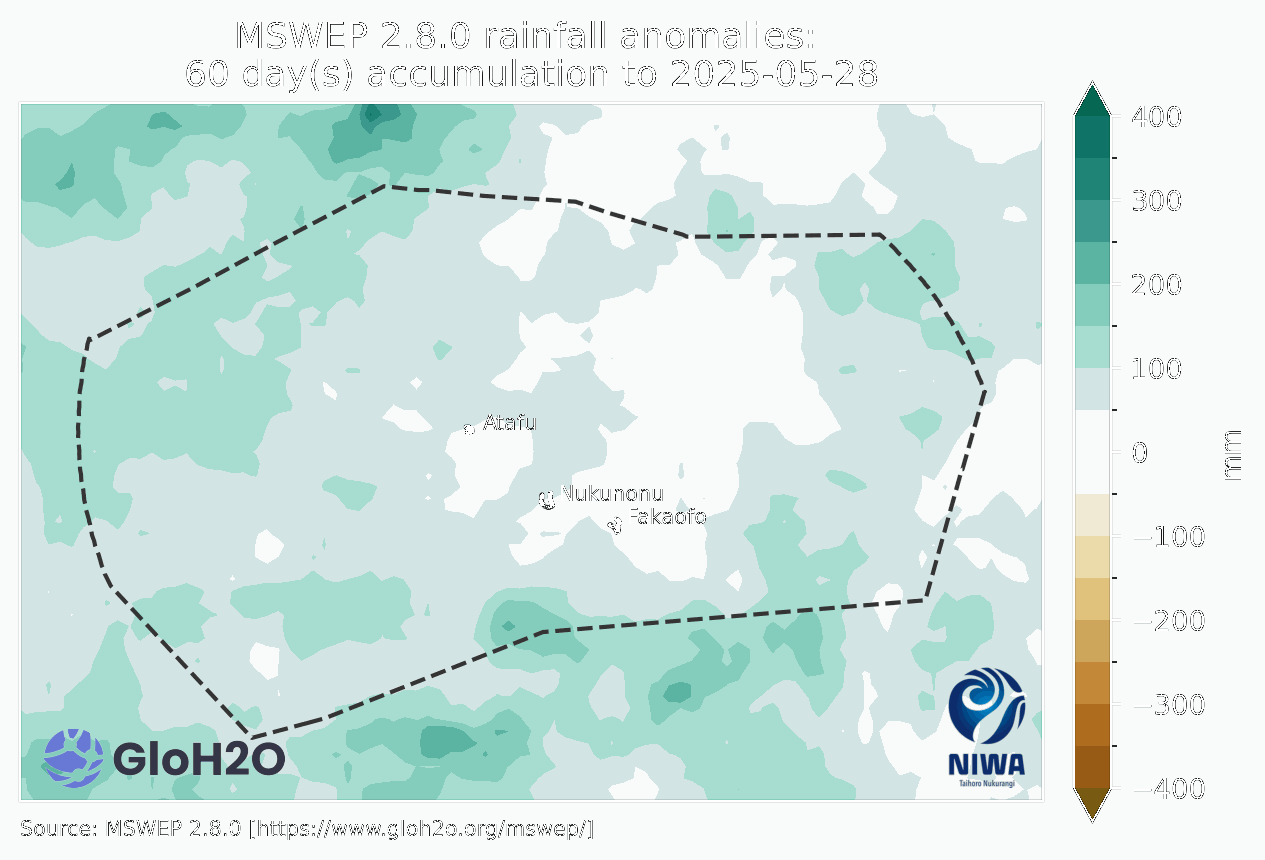 MSWEP 2.8.0 rainfall anomalies:
60 day(s) accumulation to 2025-05-28
400
300
200
100
0
−100
−200
−300
−400
mm
Atafu
Nukunonu
Fakaofo
GloH2O
NIWA
Taihoro Nukurangi
Source: MSWEP 2.8.0 [https://www.gloh2o.org/mswep/]